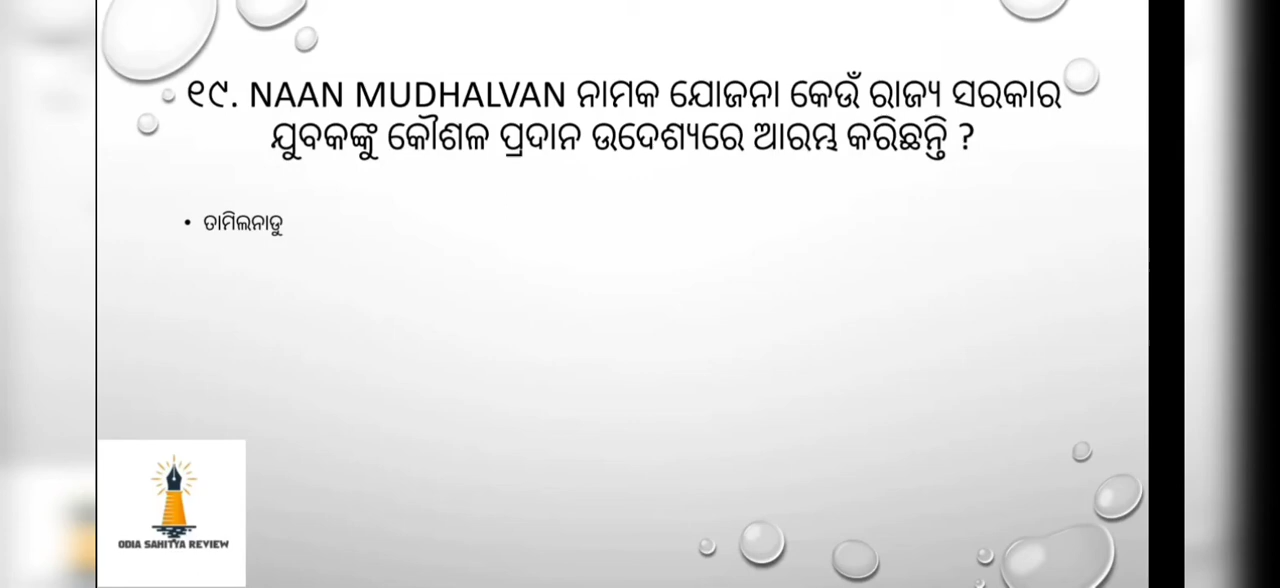 ୧୯. NAAN MUDHALVAN ନାମକ ଯୋଜନା କେଉଁ ରାଜ୍ୟ ସରକାର
ଯୁବକଙ୍କୁ କୌଶଳ ପ୍ରଦାନ ଉଦେଶ୍ୟରେ ଆରମ୍ଭ କରିଛନ୍ତି ?
• ତାମିଲନାଡୁ
ODIA SAHITYA REVIEW